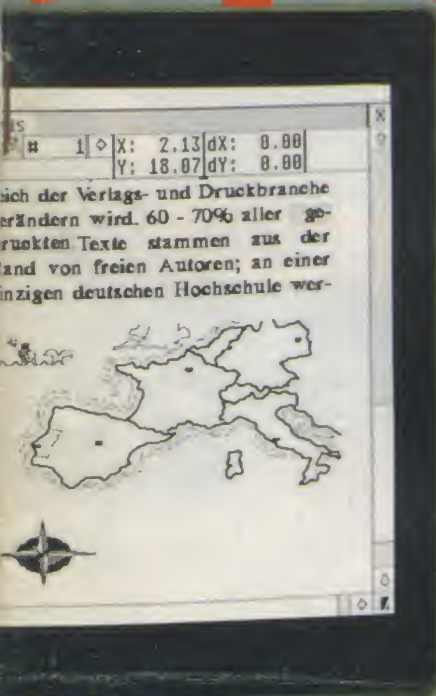 # 1 X: 2.13 dX: 0.00
Y: 18.07 dY: 0.00
eich der Verlags- und Druckbranche
erändern wird. 60 - 70% aller ge-
ruckten Texte stammen aus der
Hand von freien Autoren; an einer
inzigen deutschen Hochschule wer-